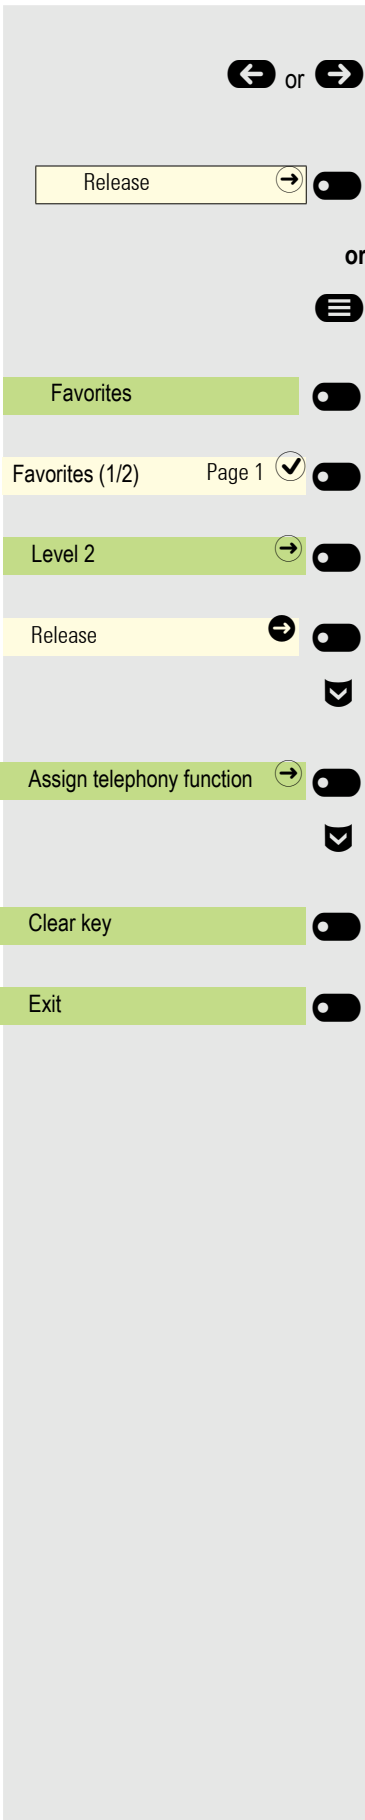 or
Release
or
Favorites
Favorites (1/2) Page 1
Level 2
Release
Assign telephony function
Clear key
Exit